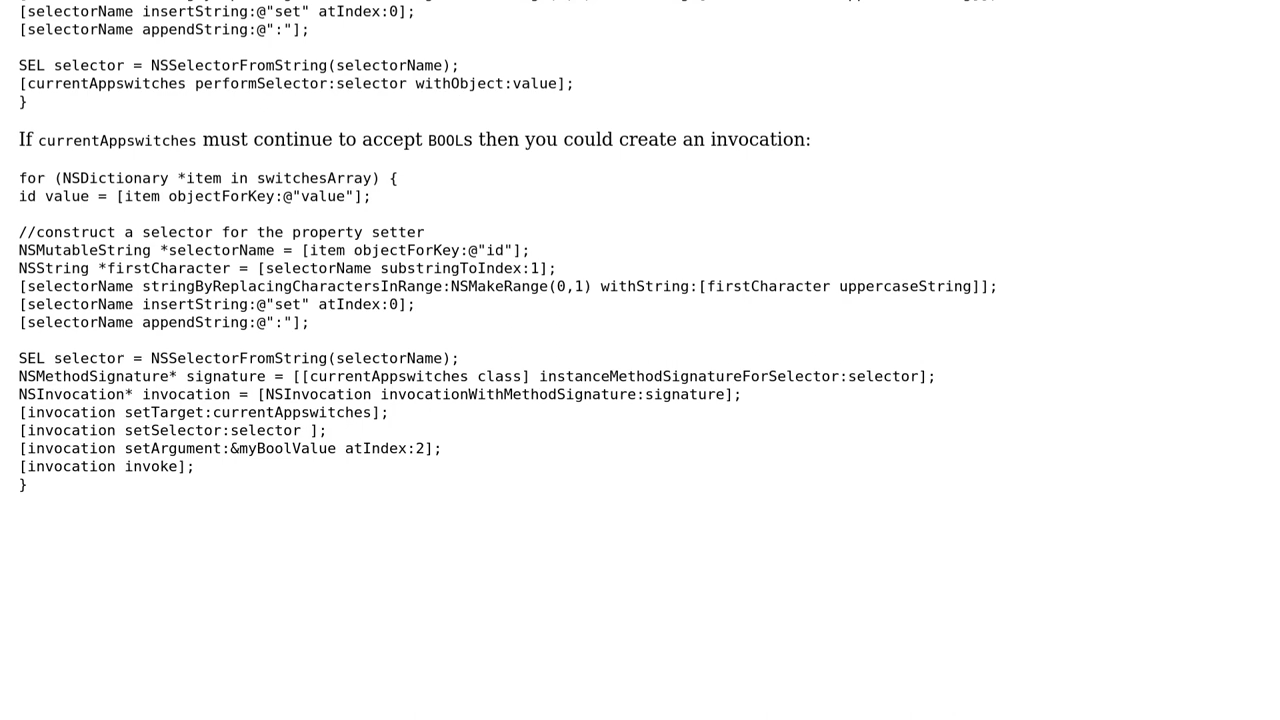 [selectorName insertString:@"set" atIndex:0];
[selectorName appendString:@":"];
SEL selector = NSSelectorFromString(selectorName);
[currentAppswitches performSelector:selector withObject:value];
}
If currentAppswitches must continue to accept BOOLs then you could create an invocation:
for (NSDictionary *item in switchesArray) {
id value = [item objectForKey:@"value"];
//construct a selector for the property setter
NSMutableString *selectorName = [item objectForKey:@"id"];
NSString *firstCharacter = [selectorName substringToIndex:1];
[selectorName stringByReplacingCharactersInRange:NSMakeRange(0,1) withString:[firstCharacter uppercaseString]];
[selectorName insertString:@"set" atIndex:0];
[selectorName appendString:@":"];
SEL selector = NSSelectorFromString(selectorName);
NSMethodSignature* signature = [[currentAppswitches class] instanceMethodSignatureForSelector:selector];
NSInvocation* invocation = [NSInvocation invocationWithMethodSignature:signature];
[invocation setTarget:currentAppswitches];
[invocation setSelector:selector ];
[invocation setArgument:&myBoolValue atIndex:2];
[invocation invoke];
}